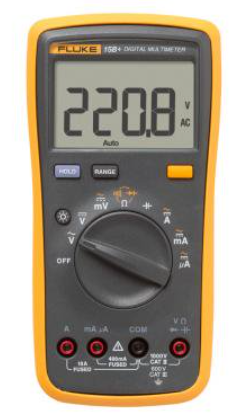 FLUKE 15B+ DIGITAL MULTIMETER
220.8 V AC
Auto
HOLD RANGE
mV Ω
V A
V mA
OFF μA
A mA μA COM VΩ
10A FUSED
400mA FUSED
1000V CAT II
600V CAT III